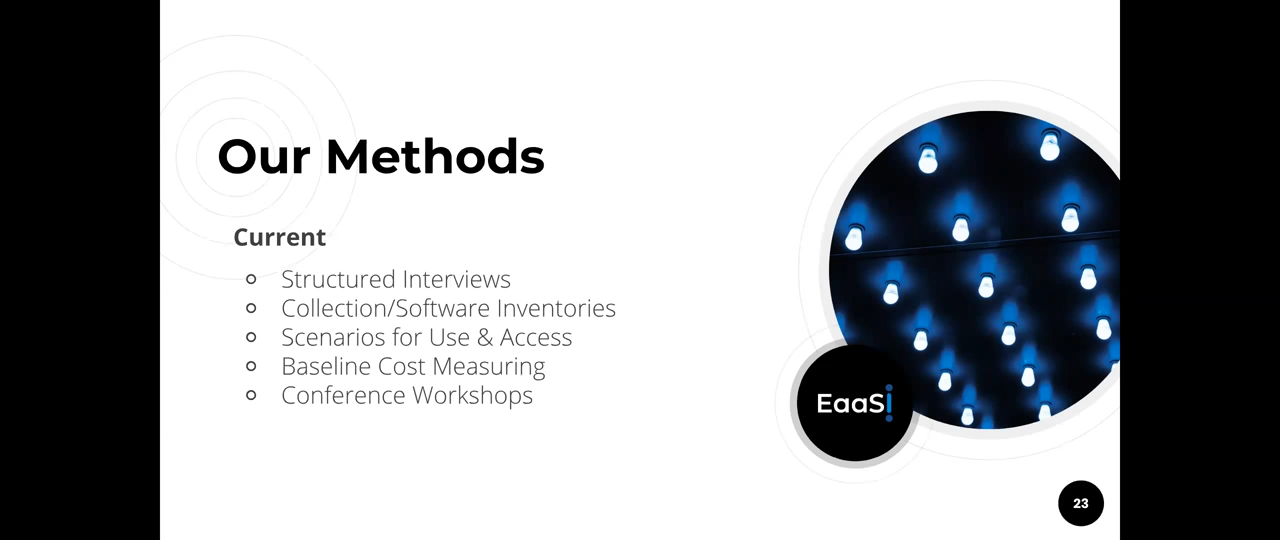 Our Methods
Current
Structured Interviews
Collection/Software Inventories
Scenarios for Use & Access
Baseline Cost Measuring
Conference Workshops
EaaSi
23